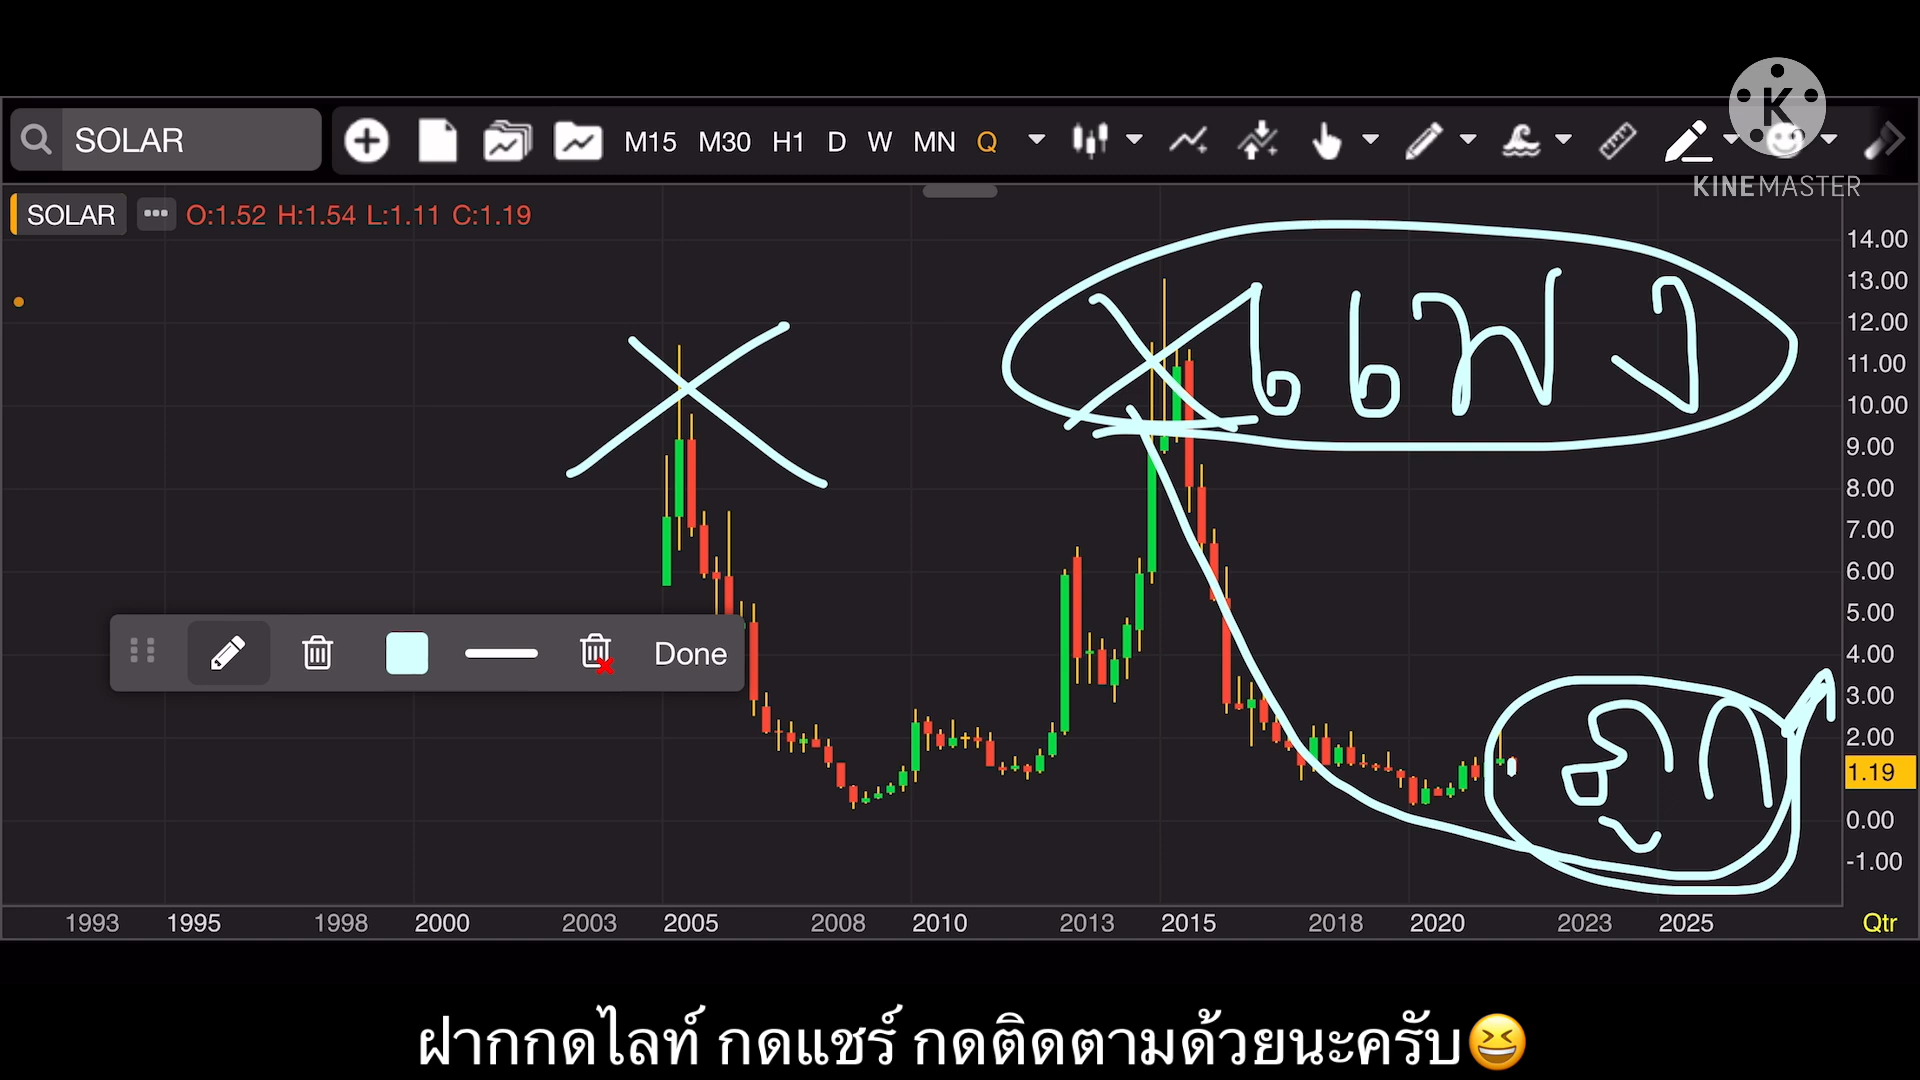 K
KINEMASTER
SOLAR M15 M30 H1 D W MN Q
SOLAR ••• O:1.52 H:1.54 L:1.11 C:1.19
14.00
13.00
12.00
11.00
10.00
9.00
8.00
7.00
6.00
5.00
4.00
3.00
2.00
1.19
0.00
-1.00
แพง
Done
ถูก
1993 1995 1998 2000 2003 2005 2008 2010 2013 2015 2018 2020 2023 2025 Qtr
ฝากกดไลท์ กดแชร์ กดติดตามด้วยนะครับ😆